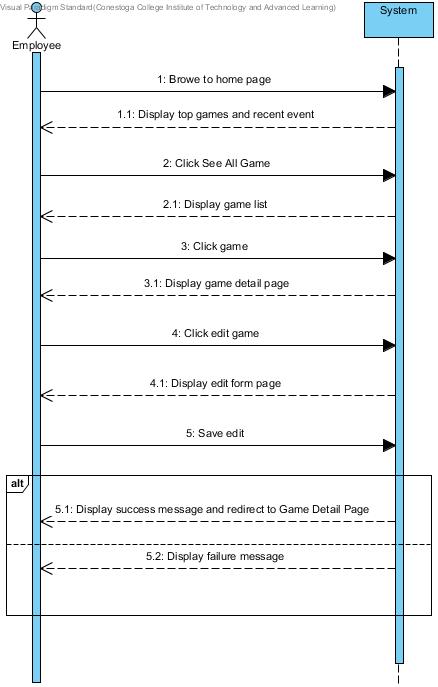 Visual Paradigm Standard(Conestoga College Institute of Technology and Advanced Learning)
System
Employee
1: Browe to home page
1.1: Display top games and recent event
2: Click See All Game
2.1: Display game list
3: Click game
3.1: Display game detail page
4: Click edit game
4.1: Display edit form page
5: Save edit
alt
5.1: Display success message and redirect to Game Detail Page
5.2: Display failure message